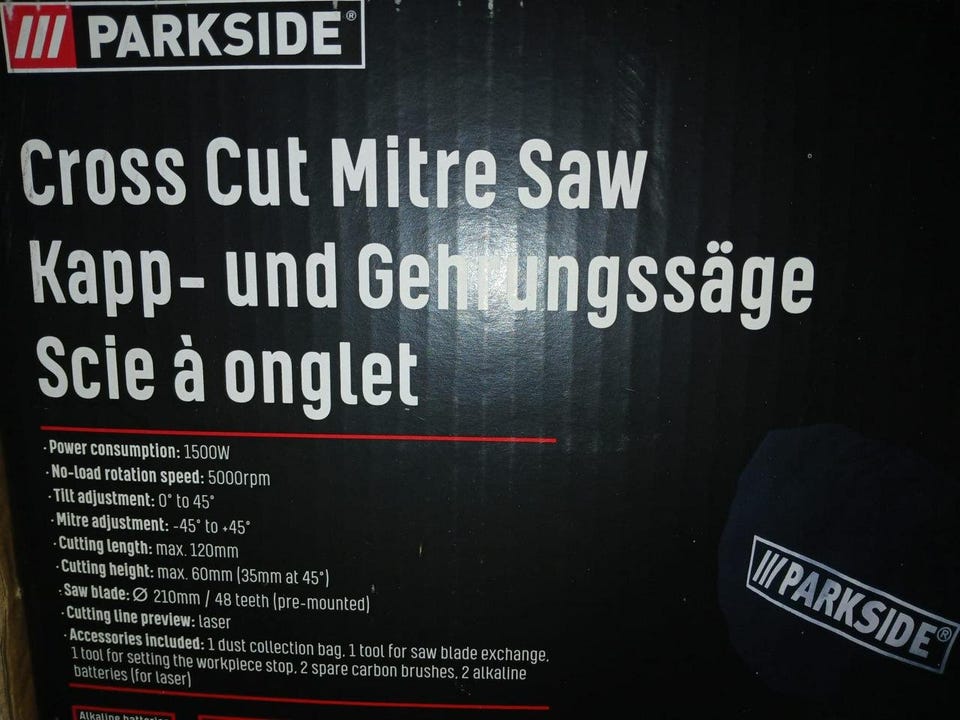 /// PARKSIDE®
Cross Cut Mitre Saw
Kapp- und Gehrungssäge
Scie à onglet
· Power consumption: 1500W
· No-load rotation speed: 5000rpm
· Tilt adjustment: 0° to 45°
· Mitre adjustment: -45° to +45°
· Cutting length: max. 120mm
· Cutting height: max. 60mm (35mm at 45°)
· Saw blade: Ø 210mm / 48 teeth (pre-mounted)
· Cutting line preview: laser
· Accessories included: 1 dust collection bag, 1 tool for saw blade exchange,
1 tool for setting the workpiece stop, 2 spare carbon brushes, 2 alkaline
batteries (for laser)
/// PARKSIDE®
Alkaline batteries